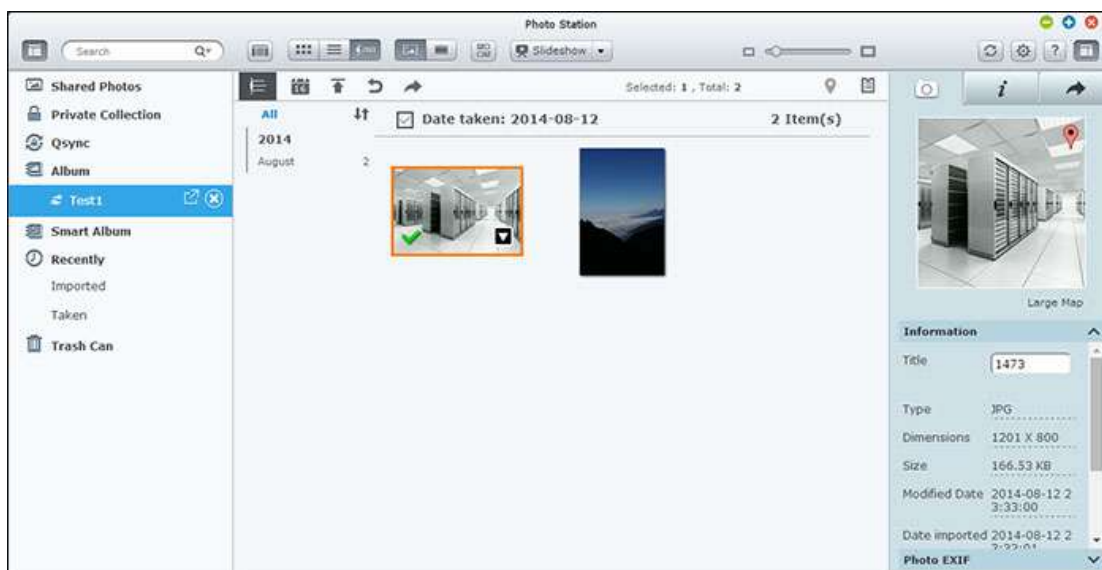 Photo Station
Search
Slideshow
Shared Photos
Private Collection
Qsync
Album
Test1
Smart Album
Recently
Imported
Taken
Trash Can
Selected: 1 , Total: 2
All
2014
August 2
Date taken: 2014-08-12 2 Item(s)
Large Map
Information
Title 1473
Type JPG
Dimensions 1201 X 800
Size 166.53 KB
Modified Date 2014-08-12 2
3:33:00
Date imported 2014-08-12 2
Photo EXIF